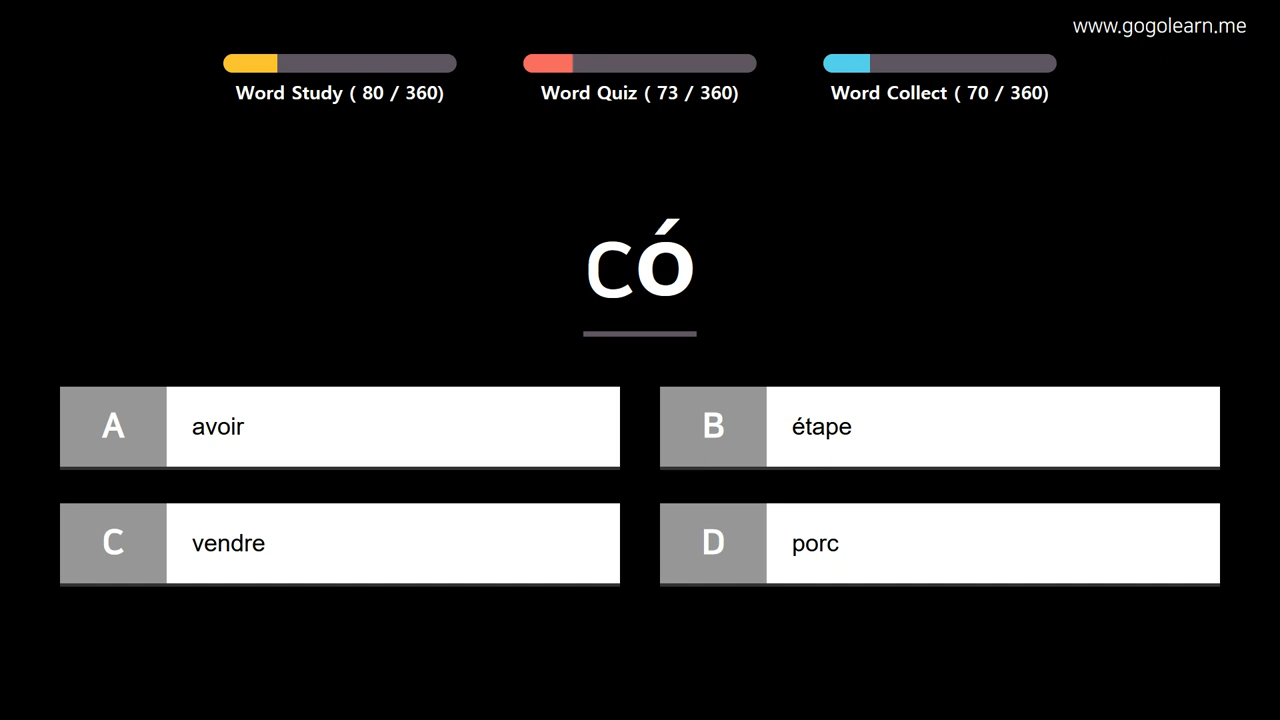 www.gogolearn.me
Word Study ( 80 / 360)
Word Quiz ( 73 / 360)
Word Collect ( 70 / 360)
có
A avoir
B étape
C vendre
D porc